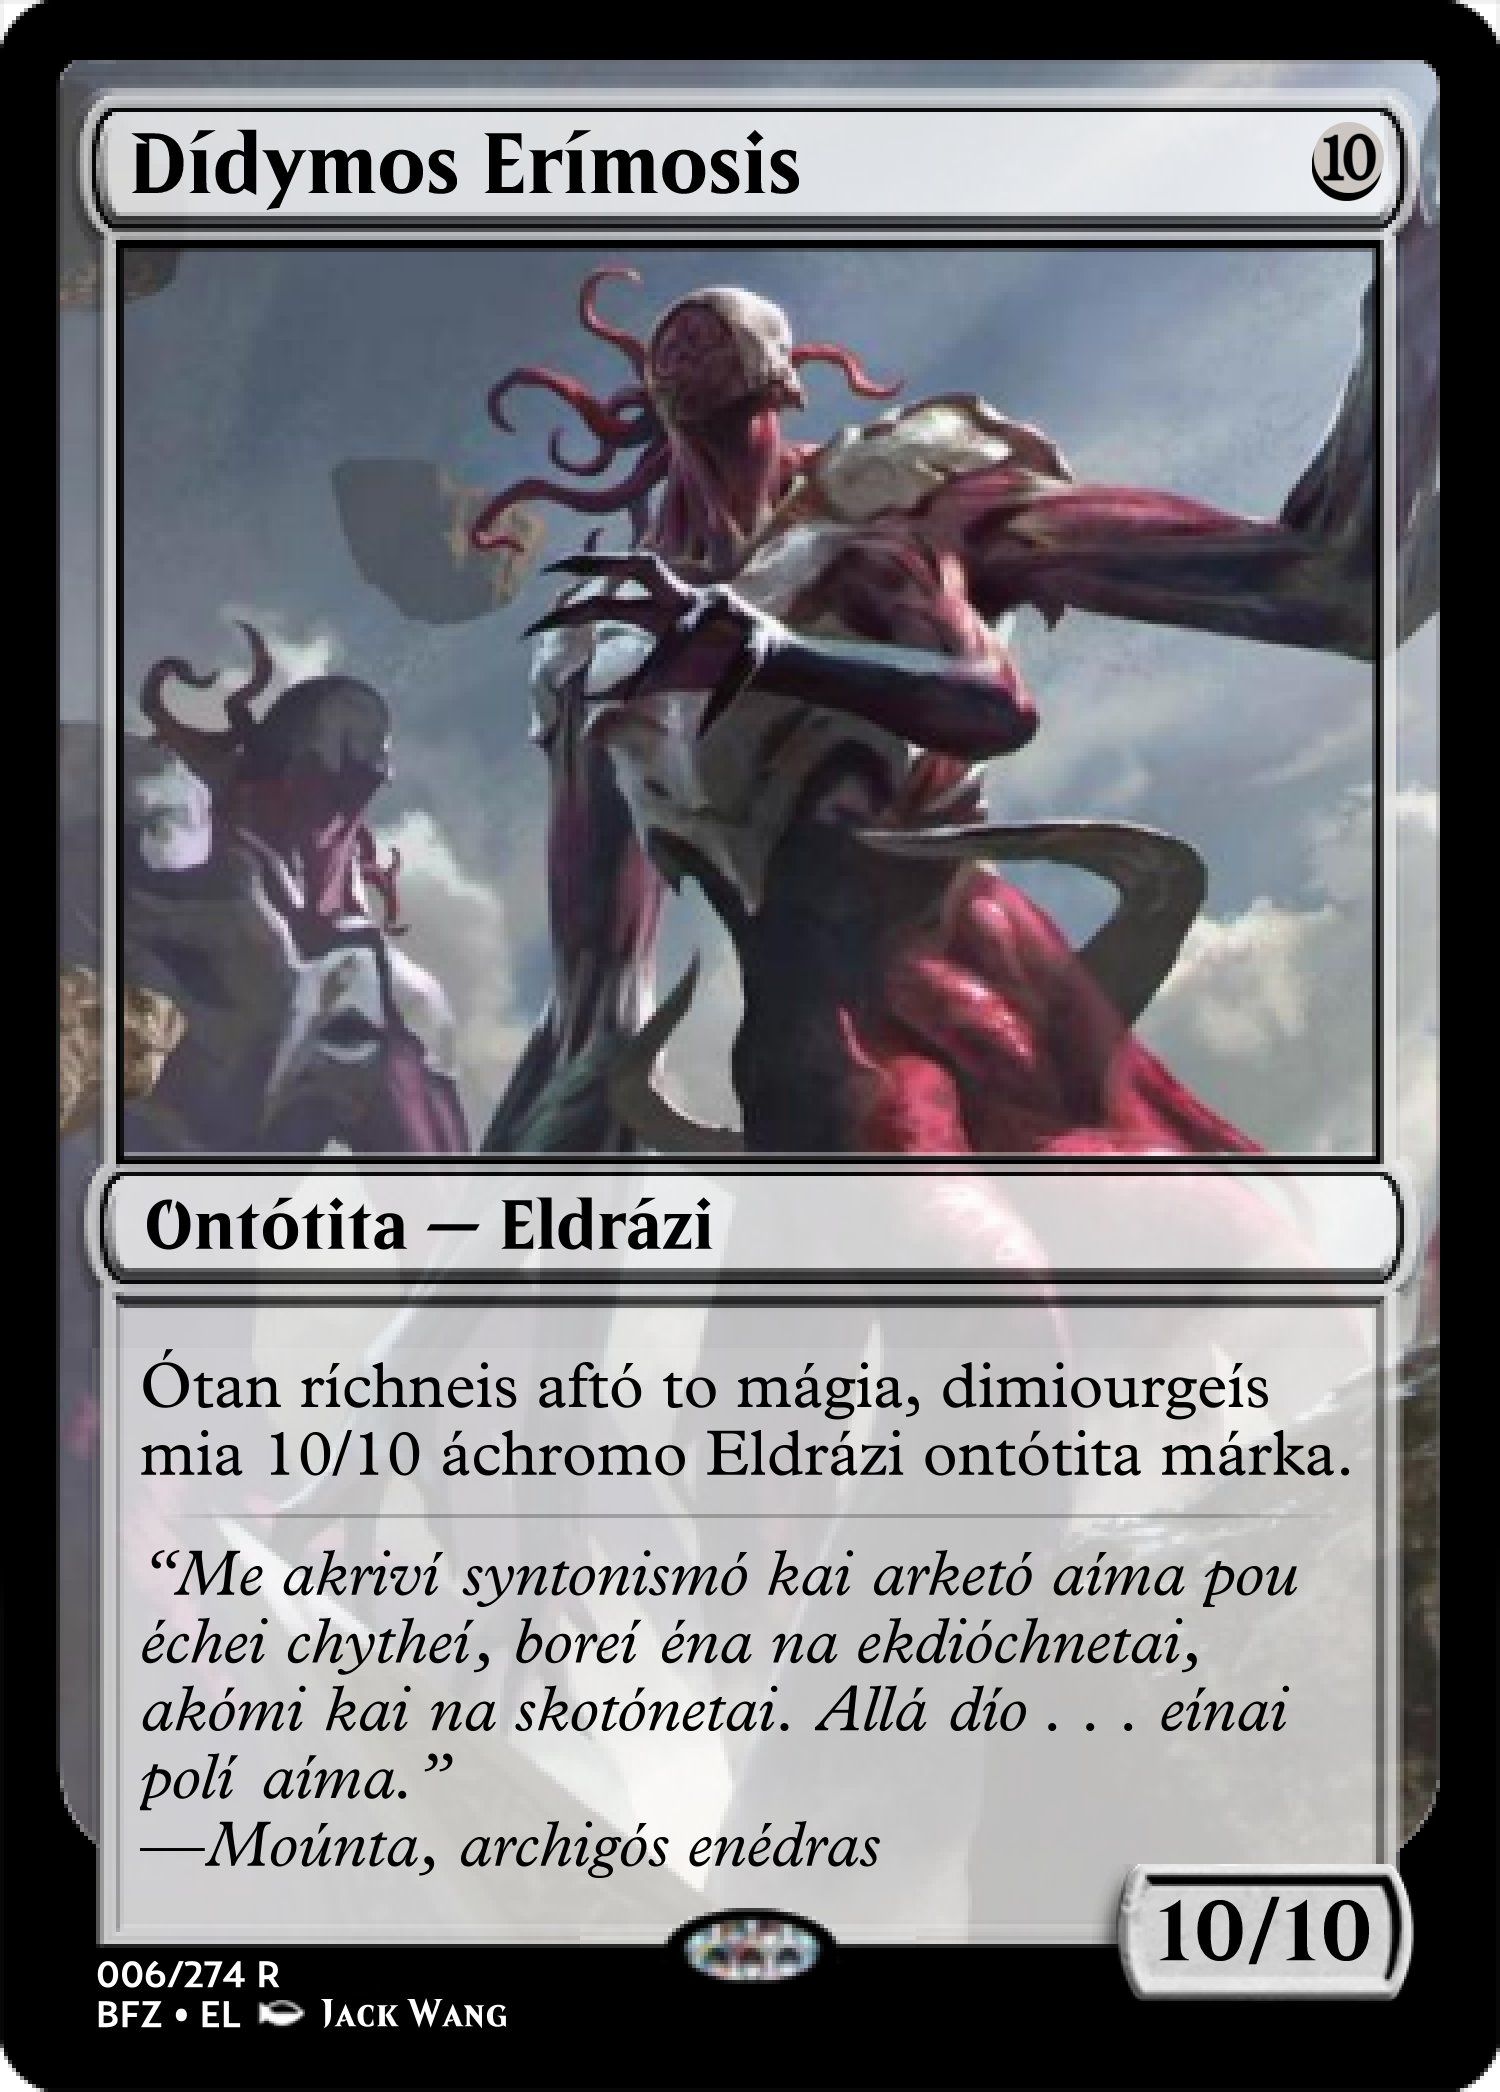 Dídymos Erímosis
10
Ontótita — Eldrázi
Ótan ríchneis aftó to mágia, dimiourgeís
mia 10/10 áchromo Eldrázi ontótita márka.
“Me akriví syntonismó kai arketó aíma pou
échei chytheí, boreí éna na ekdióchnetai,
akómi kai na skotónetai. Allá dío . . . eínai
polí aíma.”
—Moúnta, archigós enédras
10/10
006/274 R
BFZ • EL Jack Wang